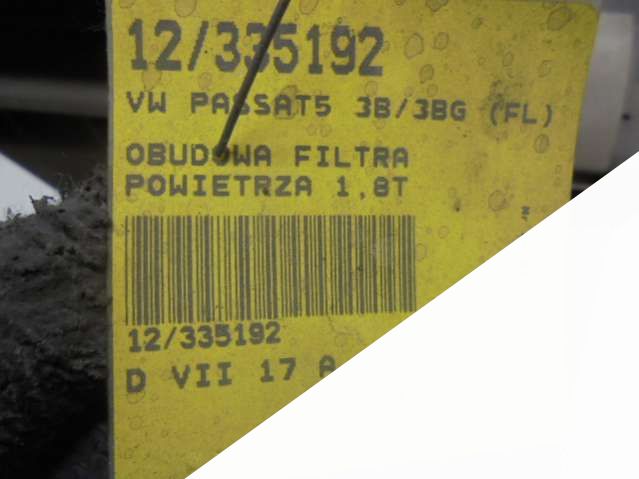 12/335192
VW PASSAT5 3B/3BG (FL)
OBUDOWA FILTRA
POWIETRZA 1,8T
12/335192
D VII 17 A